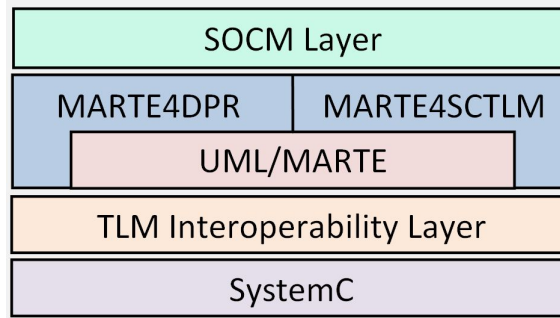 SOCM Layer
MARTE4DPR
MARTE4SCTLM
UML/MARTE
TLM Interoperability Layer
SystemC